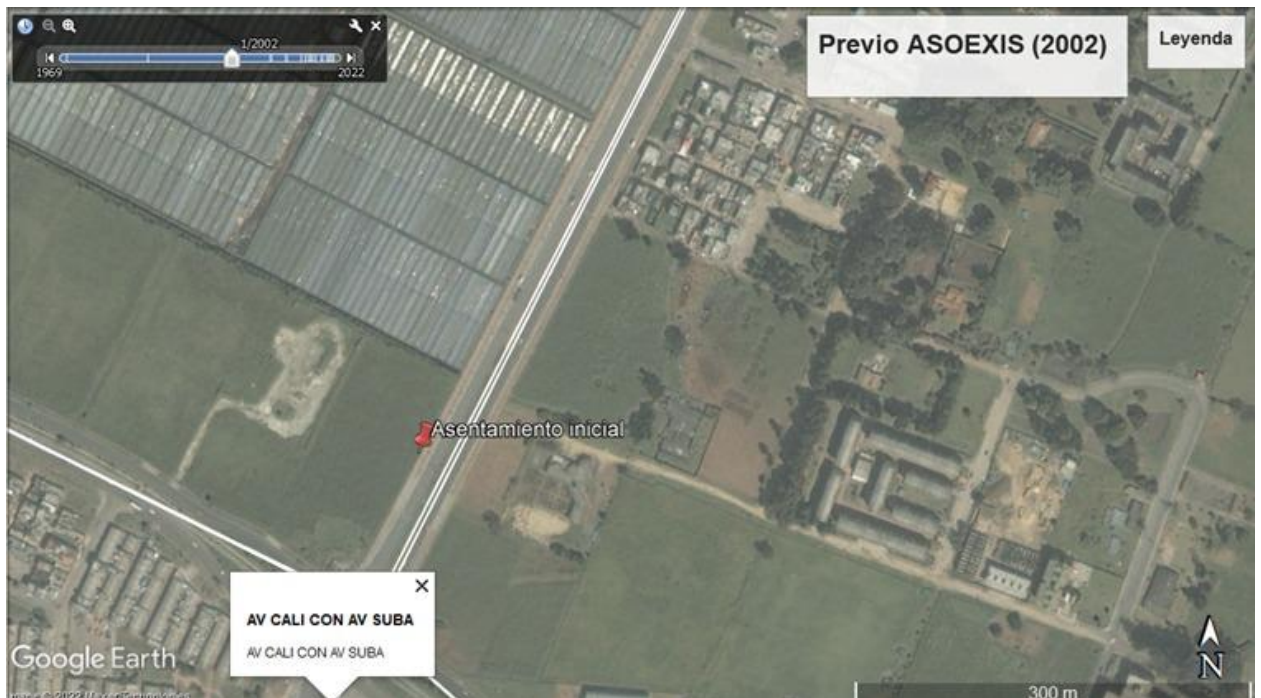 1/2002
1969
2022
Previo ASOEXIS (2002)
Leyenda
Asentamiento inicial
AV CALI CON AV SUBA
AV CALI CON AV SUBA
Google Earth
300 m
N